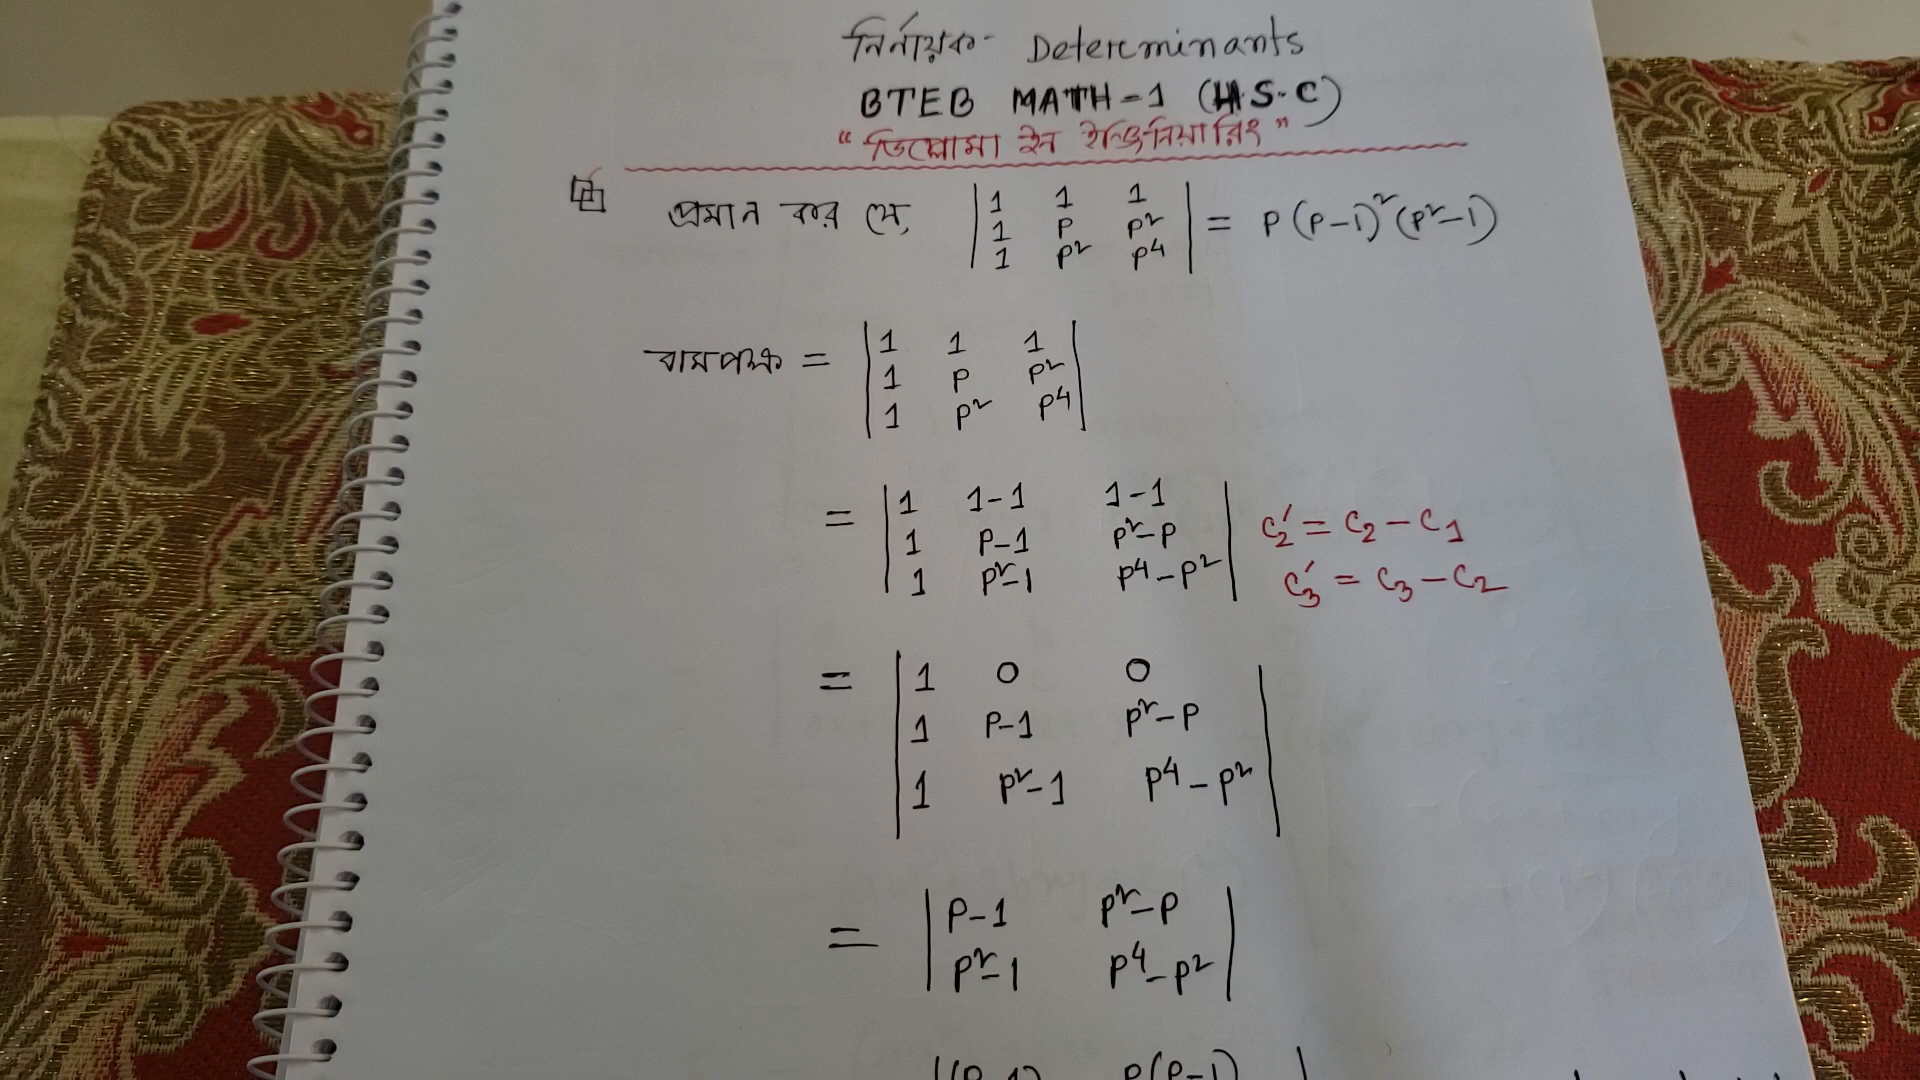 নির্নায়ক- Determinants
BTEB MATH-1 (H.S.C)
"ডিপ্লোমা ইন ইঞ্জিনিয়ারিং"
প্রমান কর যে, | 1 1 1 | = P(P-1)²(P²-1)
| 1 P P² |
| 1 P² P⁴ |
বামপক্ষ = | 1 1 1 |
| 1 P P² |
| 1 P² P⁴ |
= | 1 1-1 1-1 |
| 1 P-1 P²-P | C₂′ = C₂ - C₁
| 1 P²-1 P⁴-P² | C₃′ = C₃ - C₂
= | 1 0 0 |
| 1 P-1 P²-P |
| 1 P²-1 P⁴-P² |
= | P-1 P²-P |
| P²-1 P⁴-P² |
|(P-1) P(P-1) |